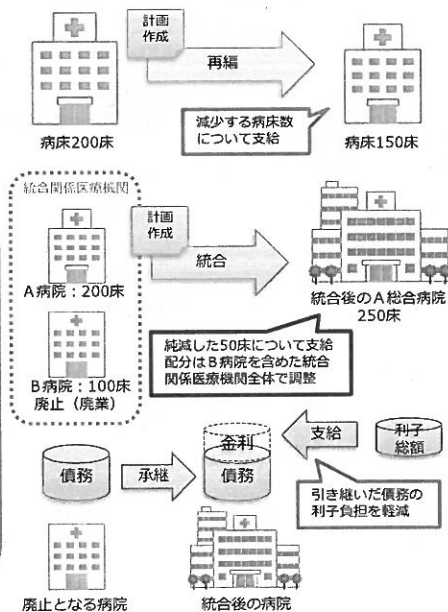 計画
作成
再編
病床200床
減少する病床数
について支給
病床150床
統合関係医療機関
計画
作成
統合
A病院:200床
統合後のA総合病院
250床
B病院:100床
廃止(廃業)
純減した50床について支給
配分はB病院を含めた統合
関係医療機関全体で調整
債務
承継
金利
債務
支給
利子
総額
引き継いだ債務の
利子負担を軽減
廃止となる病院
統合後の病院